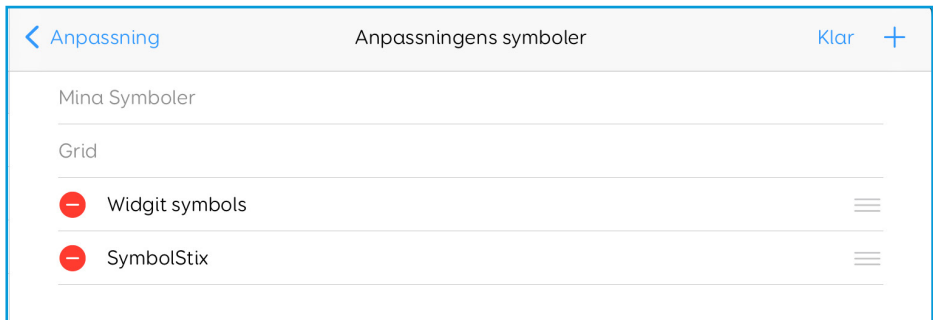 Anpassning Anpassningens symboler Klar
Mina Symboler
Grid
Widgit symbols
SymbolStix